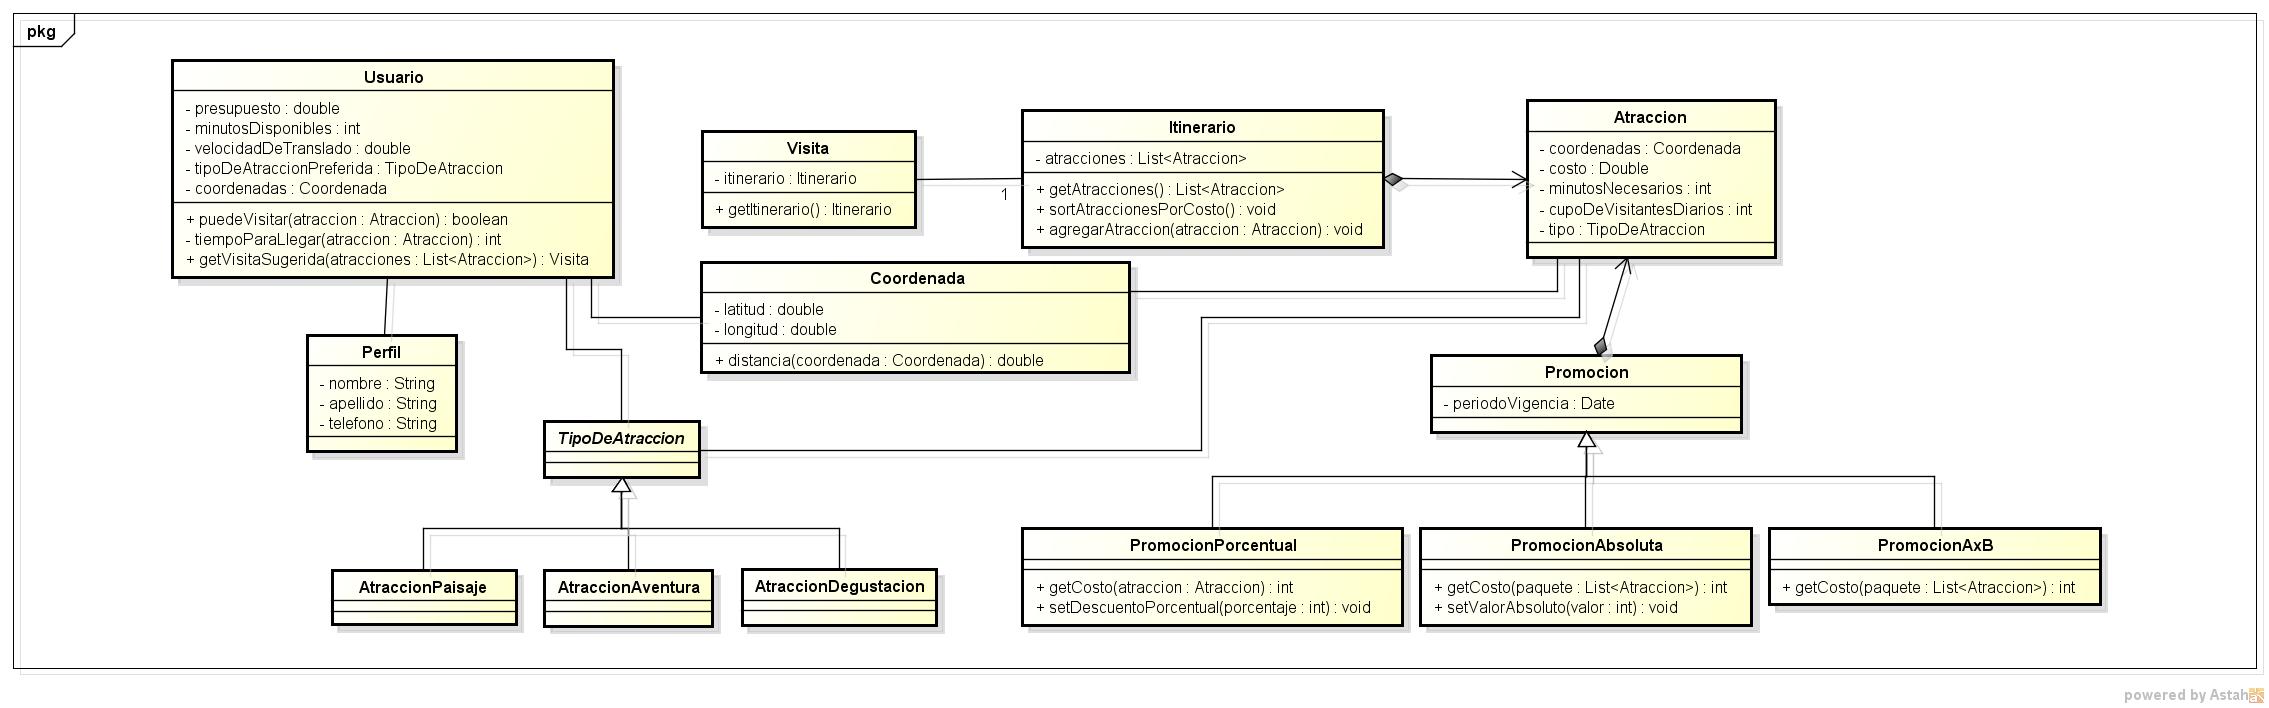 pkg
Usuario
- presupuesto : double
- minutosDisponibles : int
- velocidadDeTranslado : double
- tipoDeAtraccionPreferida : TipoDeAtraccion
- coordenadas : Coordenada
+ puedeVisitar(atraccion : Atraccion) : boolean
- tiempoParaLlegar(atraccion : Atraccion) : int
+ getVisitaSugerida(atracciones : List<Atraccion>) : Visita
Visita
- itinerario : Itinerario
+ getItinerario() : Itinerario
1
Itinerario
- atracciones : List<Atraccion>
+ getAtracciones() : List<Atraccion>
+ sortAtraccionesPorCosto() : void
+ agregarAtraccion(atraccion : Atraccion) : void
Atraccion
- coordenadas : Coordenada
- costo : Double
- minutosNecesarios : int
- cupoDeVisitantesDiarios : int
- tipo : TipoDeAtraccion
Coordenada
- latitud : double
- longitud : double
+ distancia(coordenada : Coordenada) : double
Perfil
- nombre : String
- apellido : String
- telefono : String
Promocion
- periodoVigencia : Date
TipoDeAtraccion
AtraccionPaisaje
AtraccionAventura
AtraccionDegustacion
PromocionPorcentual
+ getCosto(atraccion : Atraccion) : int
+ setDescuentoPorcentual(porcentaje : int) : void
PromocionAbsoluta
+ getCosto(paquete : List<Atraccion>) : int
+ setValorAbsoluto(valor : int) : void
PromocionAxB
+ getCosto(paquete : List<Atraccion>) : int
powered by Astah